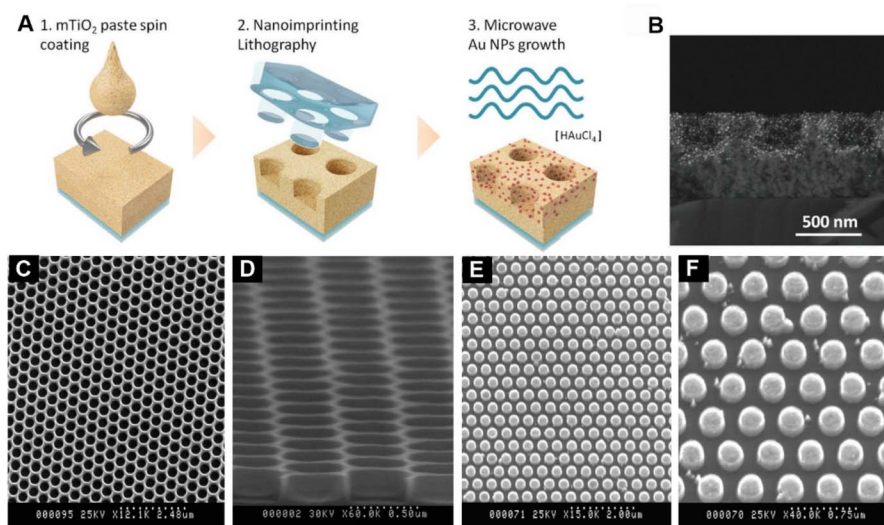 A
1. mTiO₂ paste spin
coating
2. Nanoimprinting
Lithography
3. Microwave
Au NPs growth
[HAuCl₄]
B
500 nm
C
000095 25KV X12.1K 2.48um
D
000002 30KV X60.0K 0.50um
E
000071 25KV X15.0K 2.00um
F
000070 25KV X40.0K 0.75um